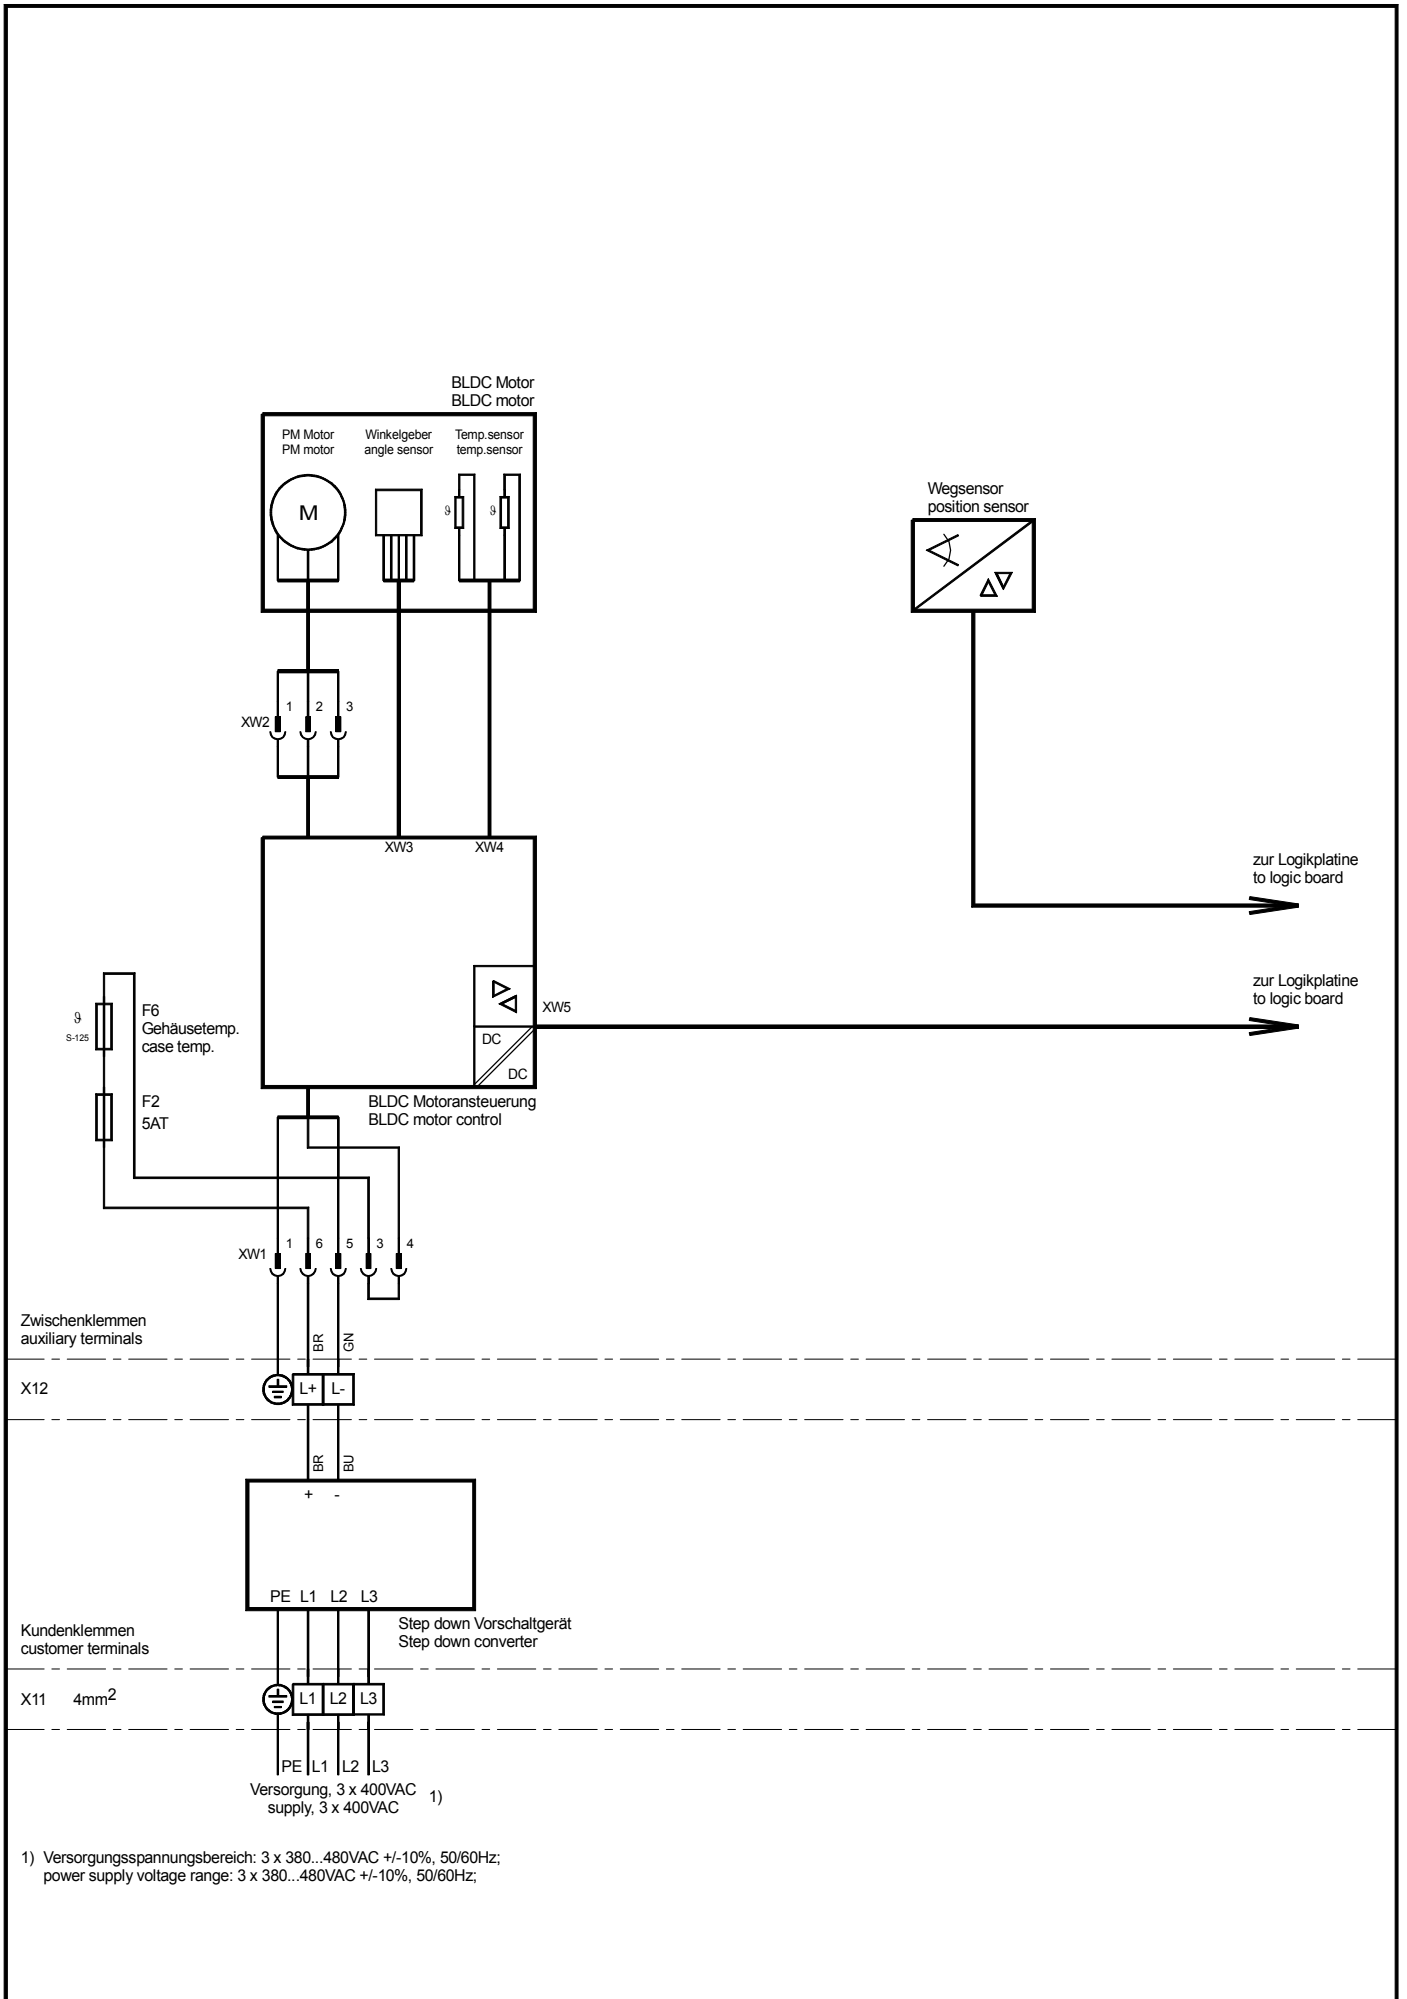 BLDC Motor
BLDC motor
PM Motor
PM motor
Winkelgeber
angle sensor
Temp.sensor
temp.sensor
M
ϑ
ϑ
Wegsensor
position sensor
XW2
1
2
3
XW3
XW4
zur Logikplatine
to logic board
zur Logikplatine
to logic board
XW5
DC
DC
ϑ
S-125
F6
Gehäusetemp.
case temp.
F2
5AT
BLDC Motoransteuerung
BLDC motor control
XW1
1
6
5
3
4
Zwischenklemmen
auxiliary terminals
BR
GN
X12
L+
L-
BR
BU
+
-
PE L1 L2 L3
Step down Vorschaltgerät
Step down converter
Kundenklemmen
customer terminals
X11 4mm²
L1
L2
L3
PE
L1
L2
L3
Versorgung, 3 x 400VAC
supply, 3 x 400VAC
1)
1) Versorgungsspannungsbereich: 3 x 380...480VAC +/-10%, 50/60Hz;
power supply voltage range: 3 x 380...480VAC +/-10%, 50/60Hz;